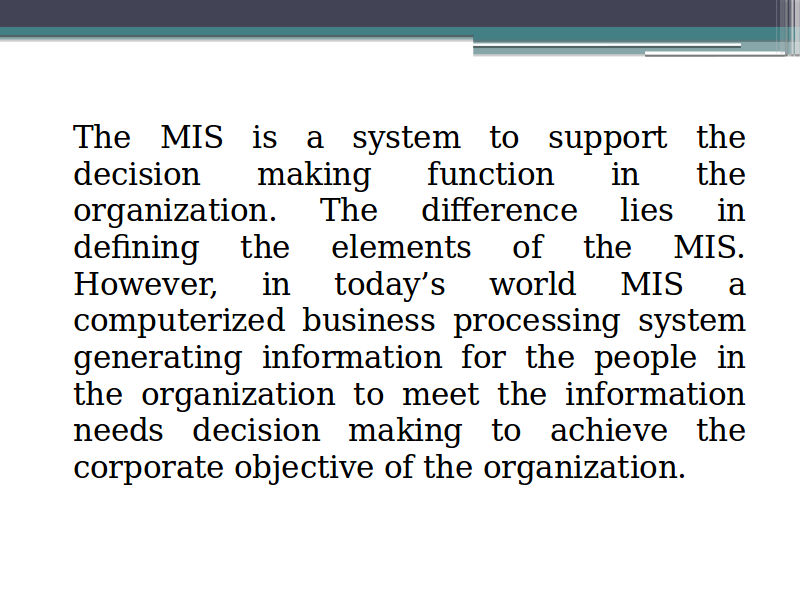 The MIS is a system to support the
decision making function in the
organization. The difference lies in
defining the elements of the MIS.
However, in today’s world MIS a
computerized business processing system
generating information for the people in
the organization to meet the information
needs decision making to achieve the
corporate objective of the organization.